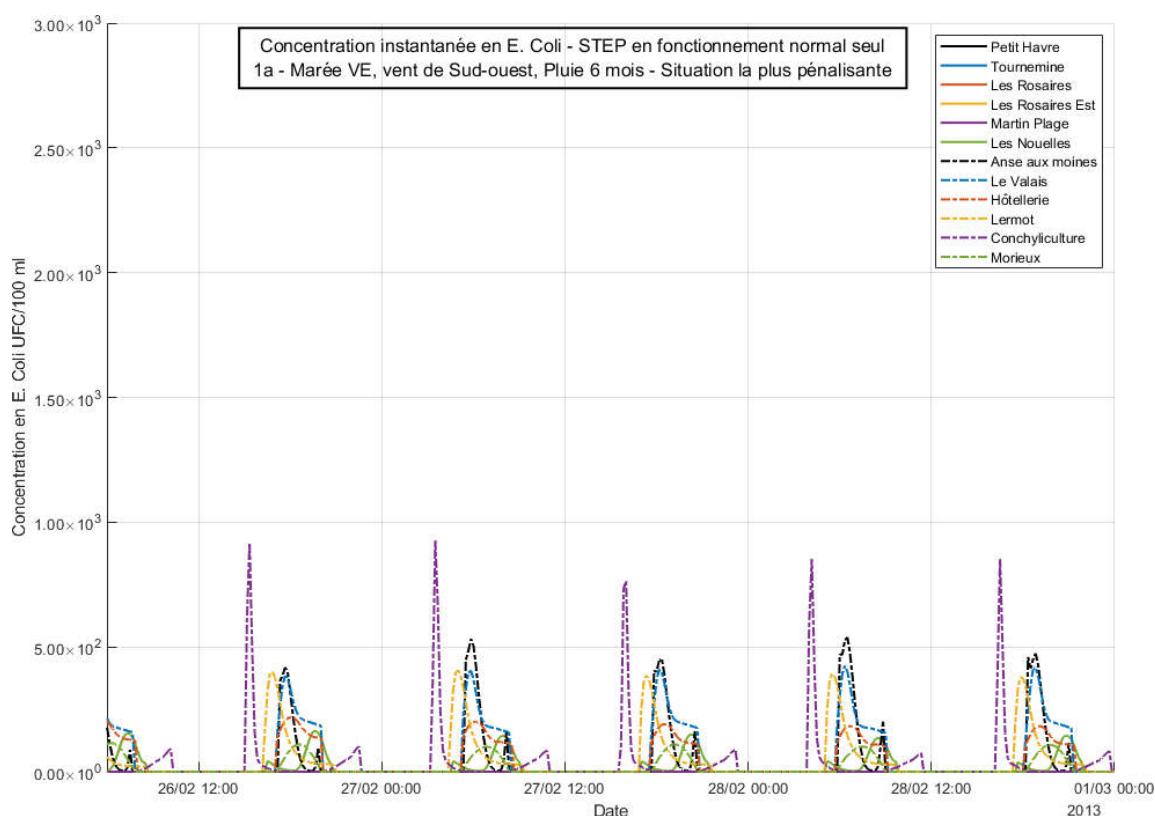 Concentration instantanée en E. Coli - STEP en fonctionnement normal seul
1a - Marée VE, vent de Sud-ouest, Pluie 6 mois - Situation la plus pénalisante
Petit Havre
Tournemine
Les Rosaires
Les Rosaires Est
Martin Plage
Les Nouelles
Anse aux moines
Le Valais
Hôtellerie
Lermot
Conchyliculture
Morieux
Concentration en E. Coli UFC/100 ml
3.00×10³
2.50×10³
2.00×10³
1.50×10³
1.00×10³
5.00×10²
0.00×10⁰
26/02 12:00
27/02 00:00
27/02 12:00
28/02 00:00
28/02 12:00
01/03 00:00
Date
2013